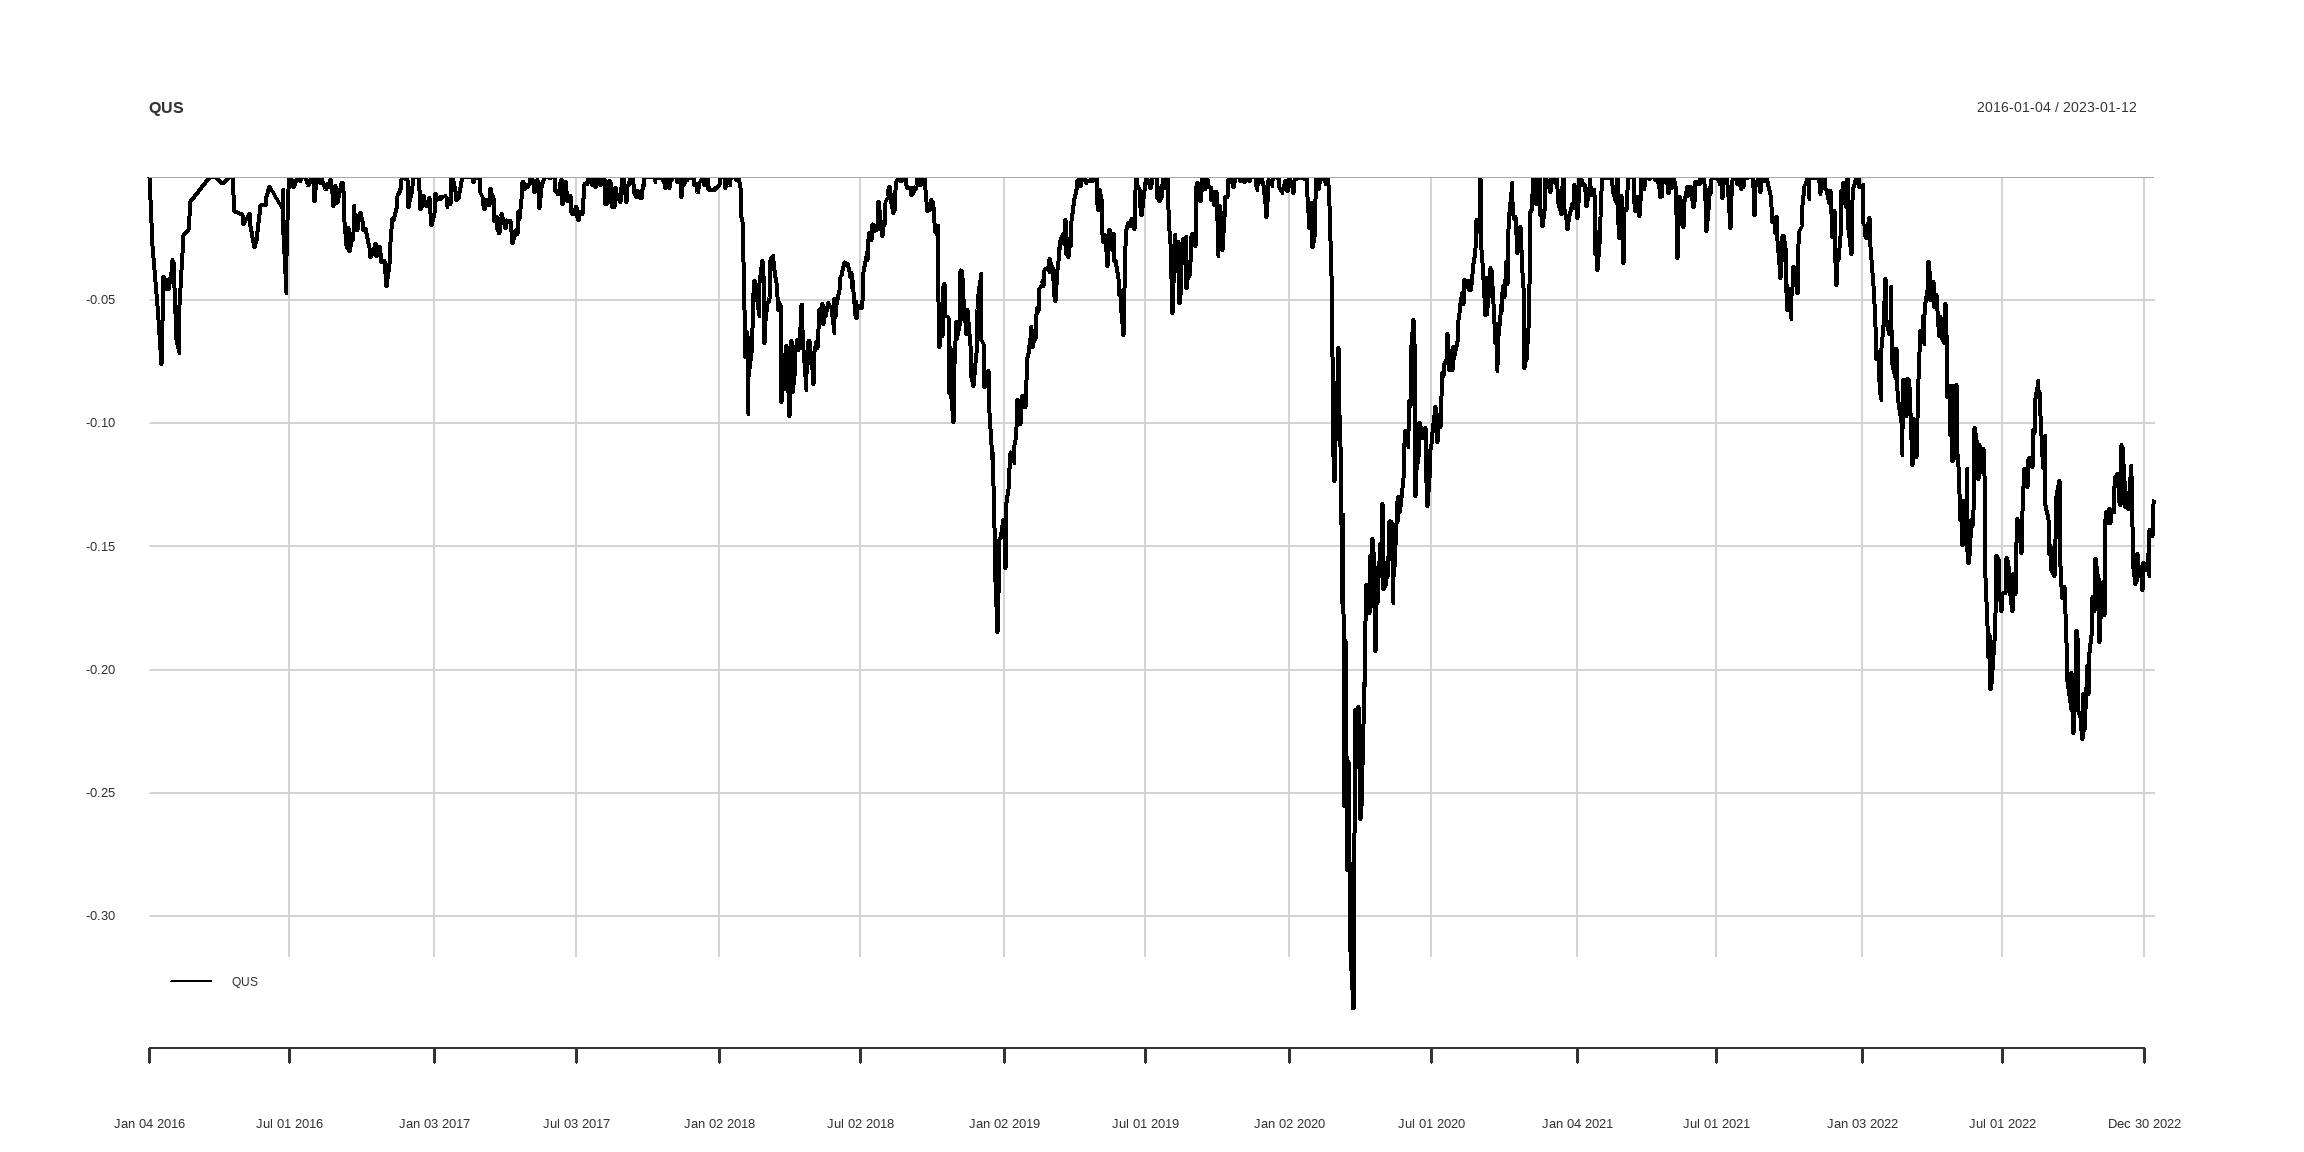 QUS
2016-01-04 / 2023-01-12
-0.05
-0.10
-0.15
-0.20
-0.25
-0.30
QUS
Jan 04 2016
Jul 01 2016
Jan 03 2017
Jul 03 2017
Jan 02 2018
Jul 02 2018
Jan 02 2019
Jul 01 2019
Jan 02 2020
Jul 01 2020
Jan 04 2021
Jul 01 2021
Jan 03 2022
Jul 01 2022
Dec 30 2022